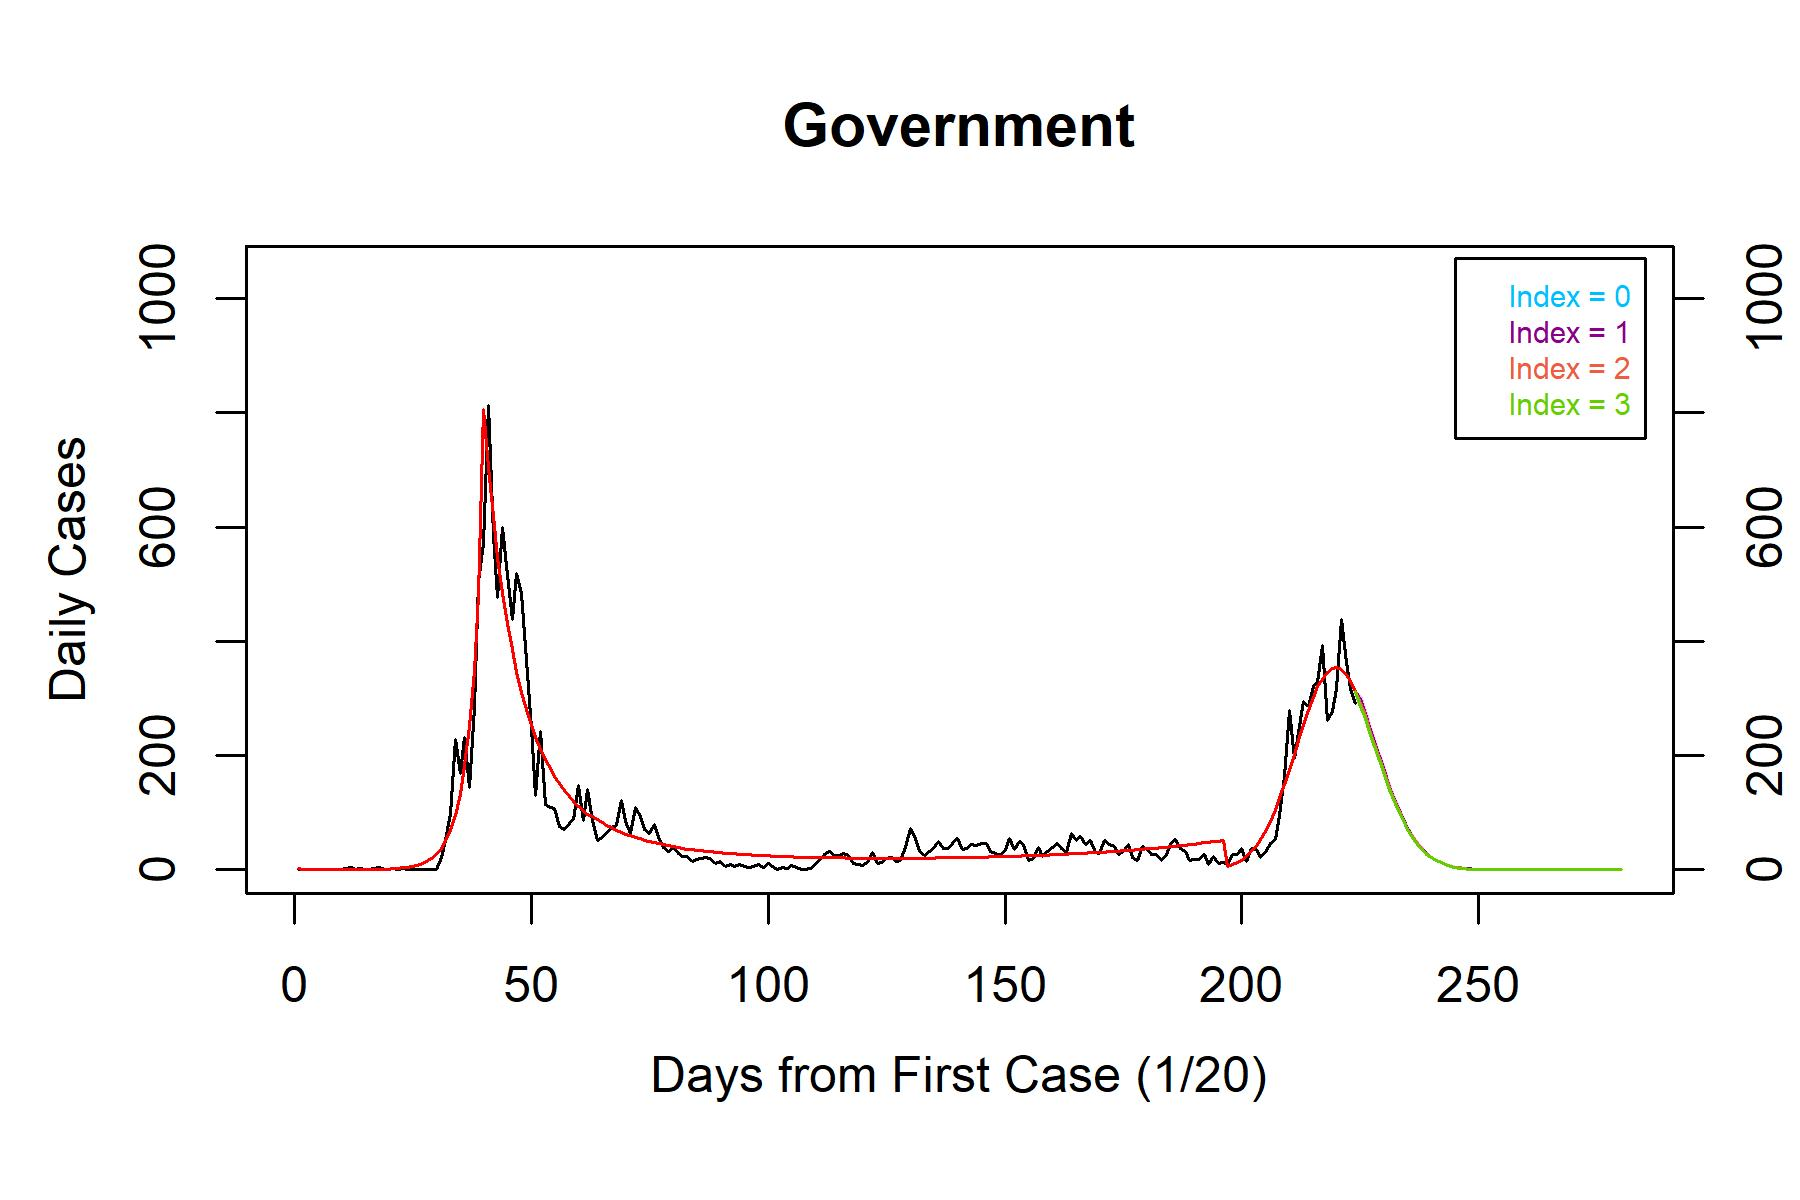 Government
1000
600
200
0
Daily Cases
1000
600
200
0
Index = 0
Index = 1
Index = 2
Index = 3
0 50 100 150 200 250
Days from First Case (1/20)